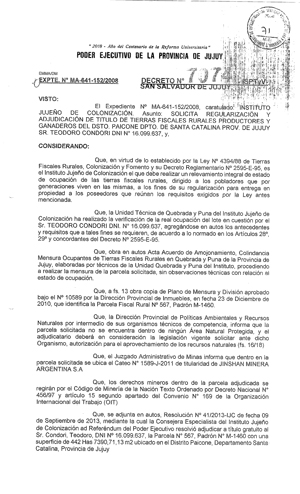 " 2018 - Año del Centenario de la Reforma Universitaria"
PODER EJECUTIVO DE LA PROVINCIA DE JUJUY
EXPTE. N° MA-641-152/2008
DECRETO N°
SAN SALVADOR DE JUJUY
VISTO:
El Expediente N° MA-641-152/2008, caratulado INSTITUTO
JUJEÑO DE COLONIZACIÓN. Asunto: SOLICITA REGULARIZACIÓN Y
ADJUDICACIÓN DE TITULO DE TIERRAS FISCALES RURALES PRODUCTORES Y
GANADEROS DEL DSTO. PAICONE DPTO. DE SANTA CATALINA PROV. DE JUJUY
SR. TEODORO CONDORI DNI N° 16.099.637, y,
CONSIDERANDO:
Que, en virtud de lo establecido por la Ley N° 4394/88 de Tierras
Fiscales Rurales, Colonización y Fomento y su Decreto Reglamentario N° 2595-E-95, es
el Instituto Jujeño de Colonización el que debe realizar un relevamiento integral de estado
de ocupación de las tierras fiscales rurales, dirigido a los pobladores que por
generaciones viven en las mismas, a los fines de su regularización para entrega en
propiedad a los poseedores que reúnan los requisitos exigidos por la Ley antes
mencionada.
Que, la Unidad Técnica de Quebrada y Puna del Instituto Jujeño de
Colonización ha realizado la verificación de la real ocupación del lote en cuestión por el
Sr. TEODORO CONDORI DNI. N° 16.099.637, agregándose en autos los antecedentes
y requisitos que a tales fines se requieren, de acuerdo a lo normado en los Artículos 28°,
29° y concordantes del Decreto N° 2595-E-95.
Que, obran en autos Acta Acuerdo de Amojonamiento, Colindancia
Mensura Ocupantes de Tierras Fiscales Rurales en Quebrada y Puna de la Provincia de
Jujuy, elaboradas por técnicos de la Unidad Quebrada y Puna del Instituto, procediendo
a realizar la mensura de la parcela solicitada, sin observaciones técnicas con relación al
estado de ocupación.
Que, a fs. 13 obra copia de Plano de Mensura y División aprobado
bajo el N° 10589 por la Dirección Provincial de Inmuebles, en fecha 23 de Diciembre de
2010, que identifica la Parcela Fiscal Rural N° 567, Padrón M-1460.
Que, la Dirección Provincial de Políticas Ambientales y Recursos
Naturales por intermedio de sus organismos técnicos de competencia, informa que la
parcela solicitada no se encuentra dentro de ningún Área Natural Protegida, y el
adjudicatario deberá en consideración la legislación vigente solicitar ante dicho
Organismo, autorización para el aprovechamiento de los recursos naturales (fs. 16/18)
Que, el Juzgado Administrativo de Minas informa que dentro en la
parcela solicitada se ubica el Cateo N° 1589-J-2011 de titularidad de JINSHAN MINERA
ARGENTINA S.A
Que, los derechos mineros dentro de la parcela adjudicada se
regirán por el Código de Minería de la Nación Texto Ordenado por Decreto Nacional N°
456/97 y artículo 15 segundo apartado del Convenio N° 169 de la Organización
Internacional del Trabajo (OIT)
Que, se adjunta en autos, Resolución N° 41/2013-IJC de fecha 09
de Septiembre de 2013, mediante la cual la Consejera Especialista del Instituto Jujeño
de Colonización ad Referéndum del Poder Ejecutivo resolvió adjudicar a título gratuito al
Sr. Condori, Teodoro, DNI N° 16.099.637, la Parcela N° 567, Padrón N° M-1460 con una
superficie de 442 Has 7390,71,13 m2 ubicado en el Distrito Paicone, Departamento Santa
Catalina, Provincia de Jujuy